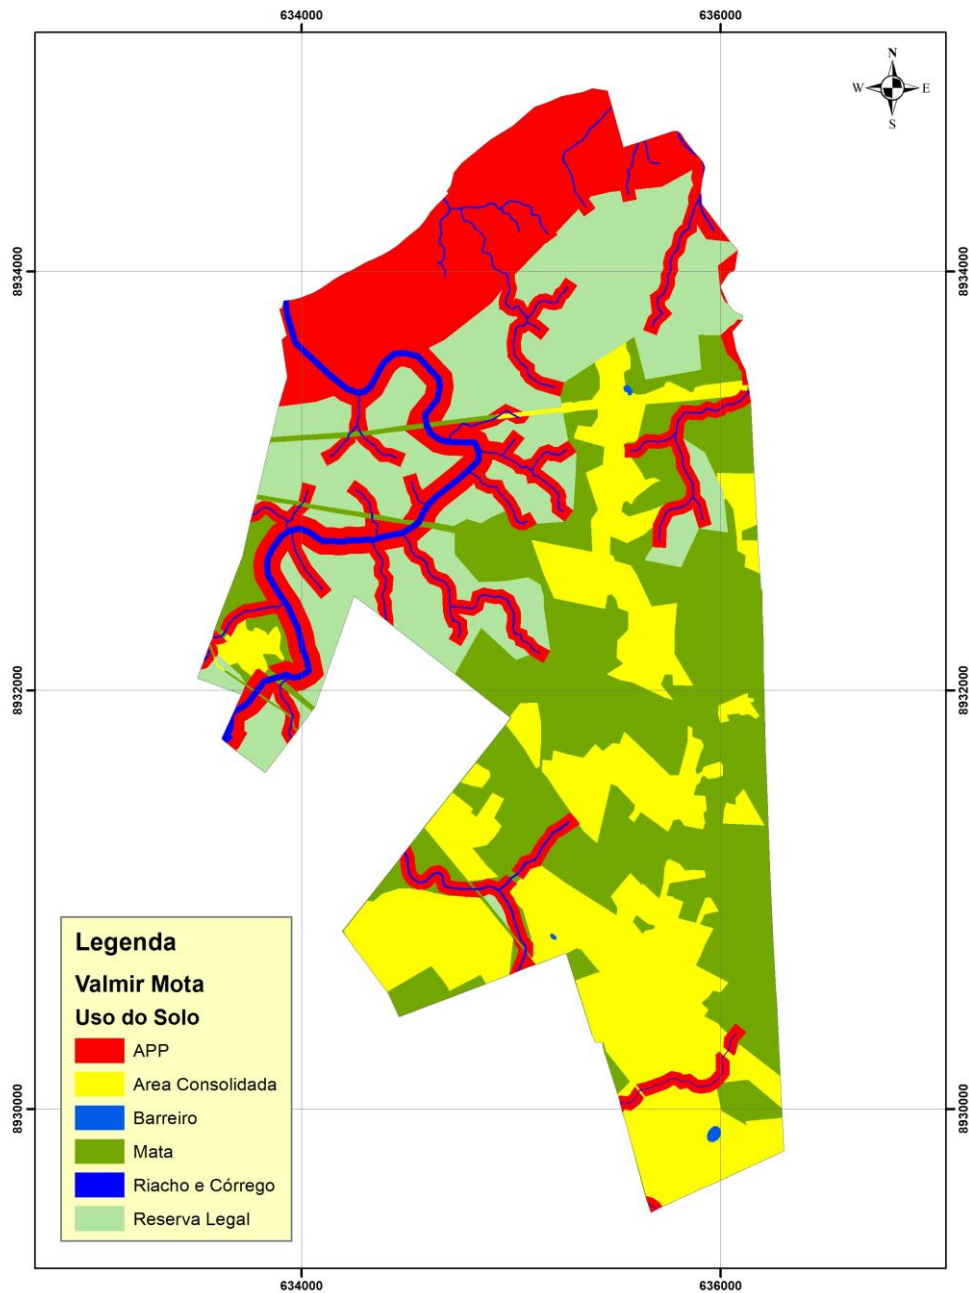 634000
636000
N
W
E
S
8934000
8934000
8932000
8932000
Legenda
Valmir Mota
Uso do Solo
APP
Area Consolidada
Barreiro
Mata
Riacho e Córrego
Reserva Legal
8930000
8930000
634000
636000